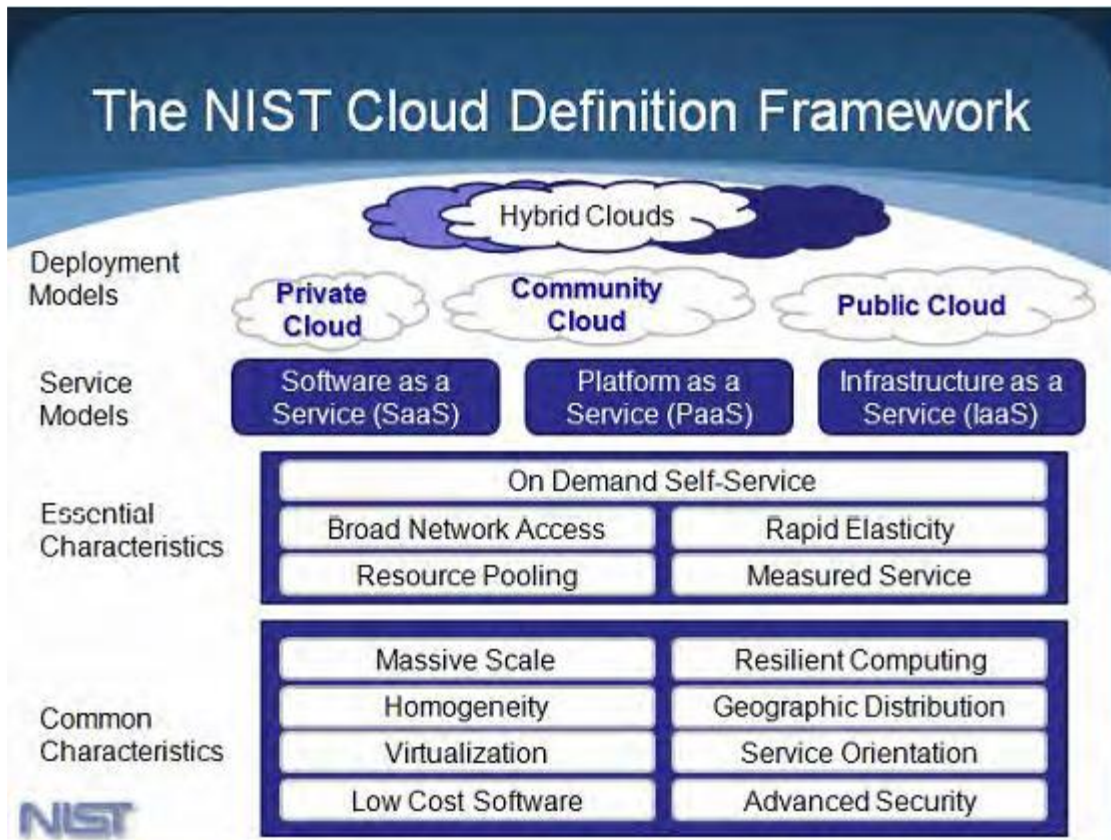 The NIST Cloud Definition Framework
Hybrid Clouds
Deployment
Models
Private
Cloud
Community
Cloud
Public Cloud
Service
Models
Software as a
Service (SaaS)
Platform as a
Service (PaaS)
Infrastructure as a
Service (IaaS)
Essential
Characteristics
On Demand Self-Service
Broad Network Access
Rapid Elasticity
Resource Pooling
Measured Service
Common
Characteristics
Massive Scale
Resilient Computing
Homogeneity
Geographic Distribution
Virtualization
Service Orientation
Low Cost Software
Advanced Security
NIST